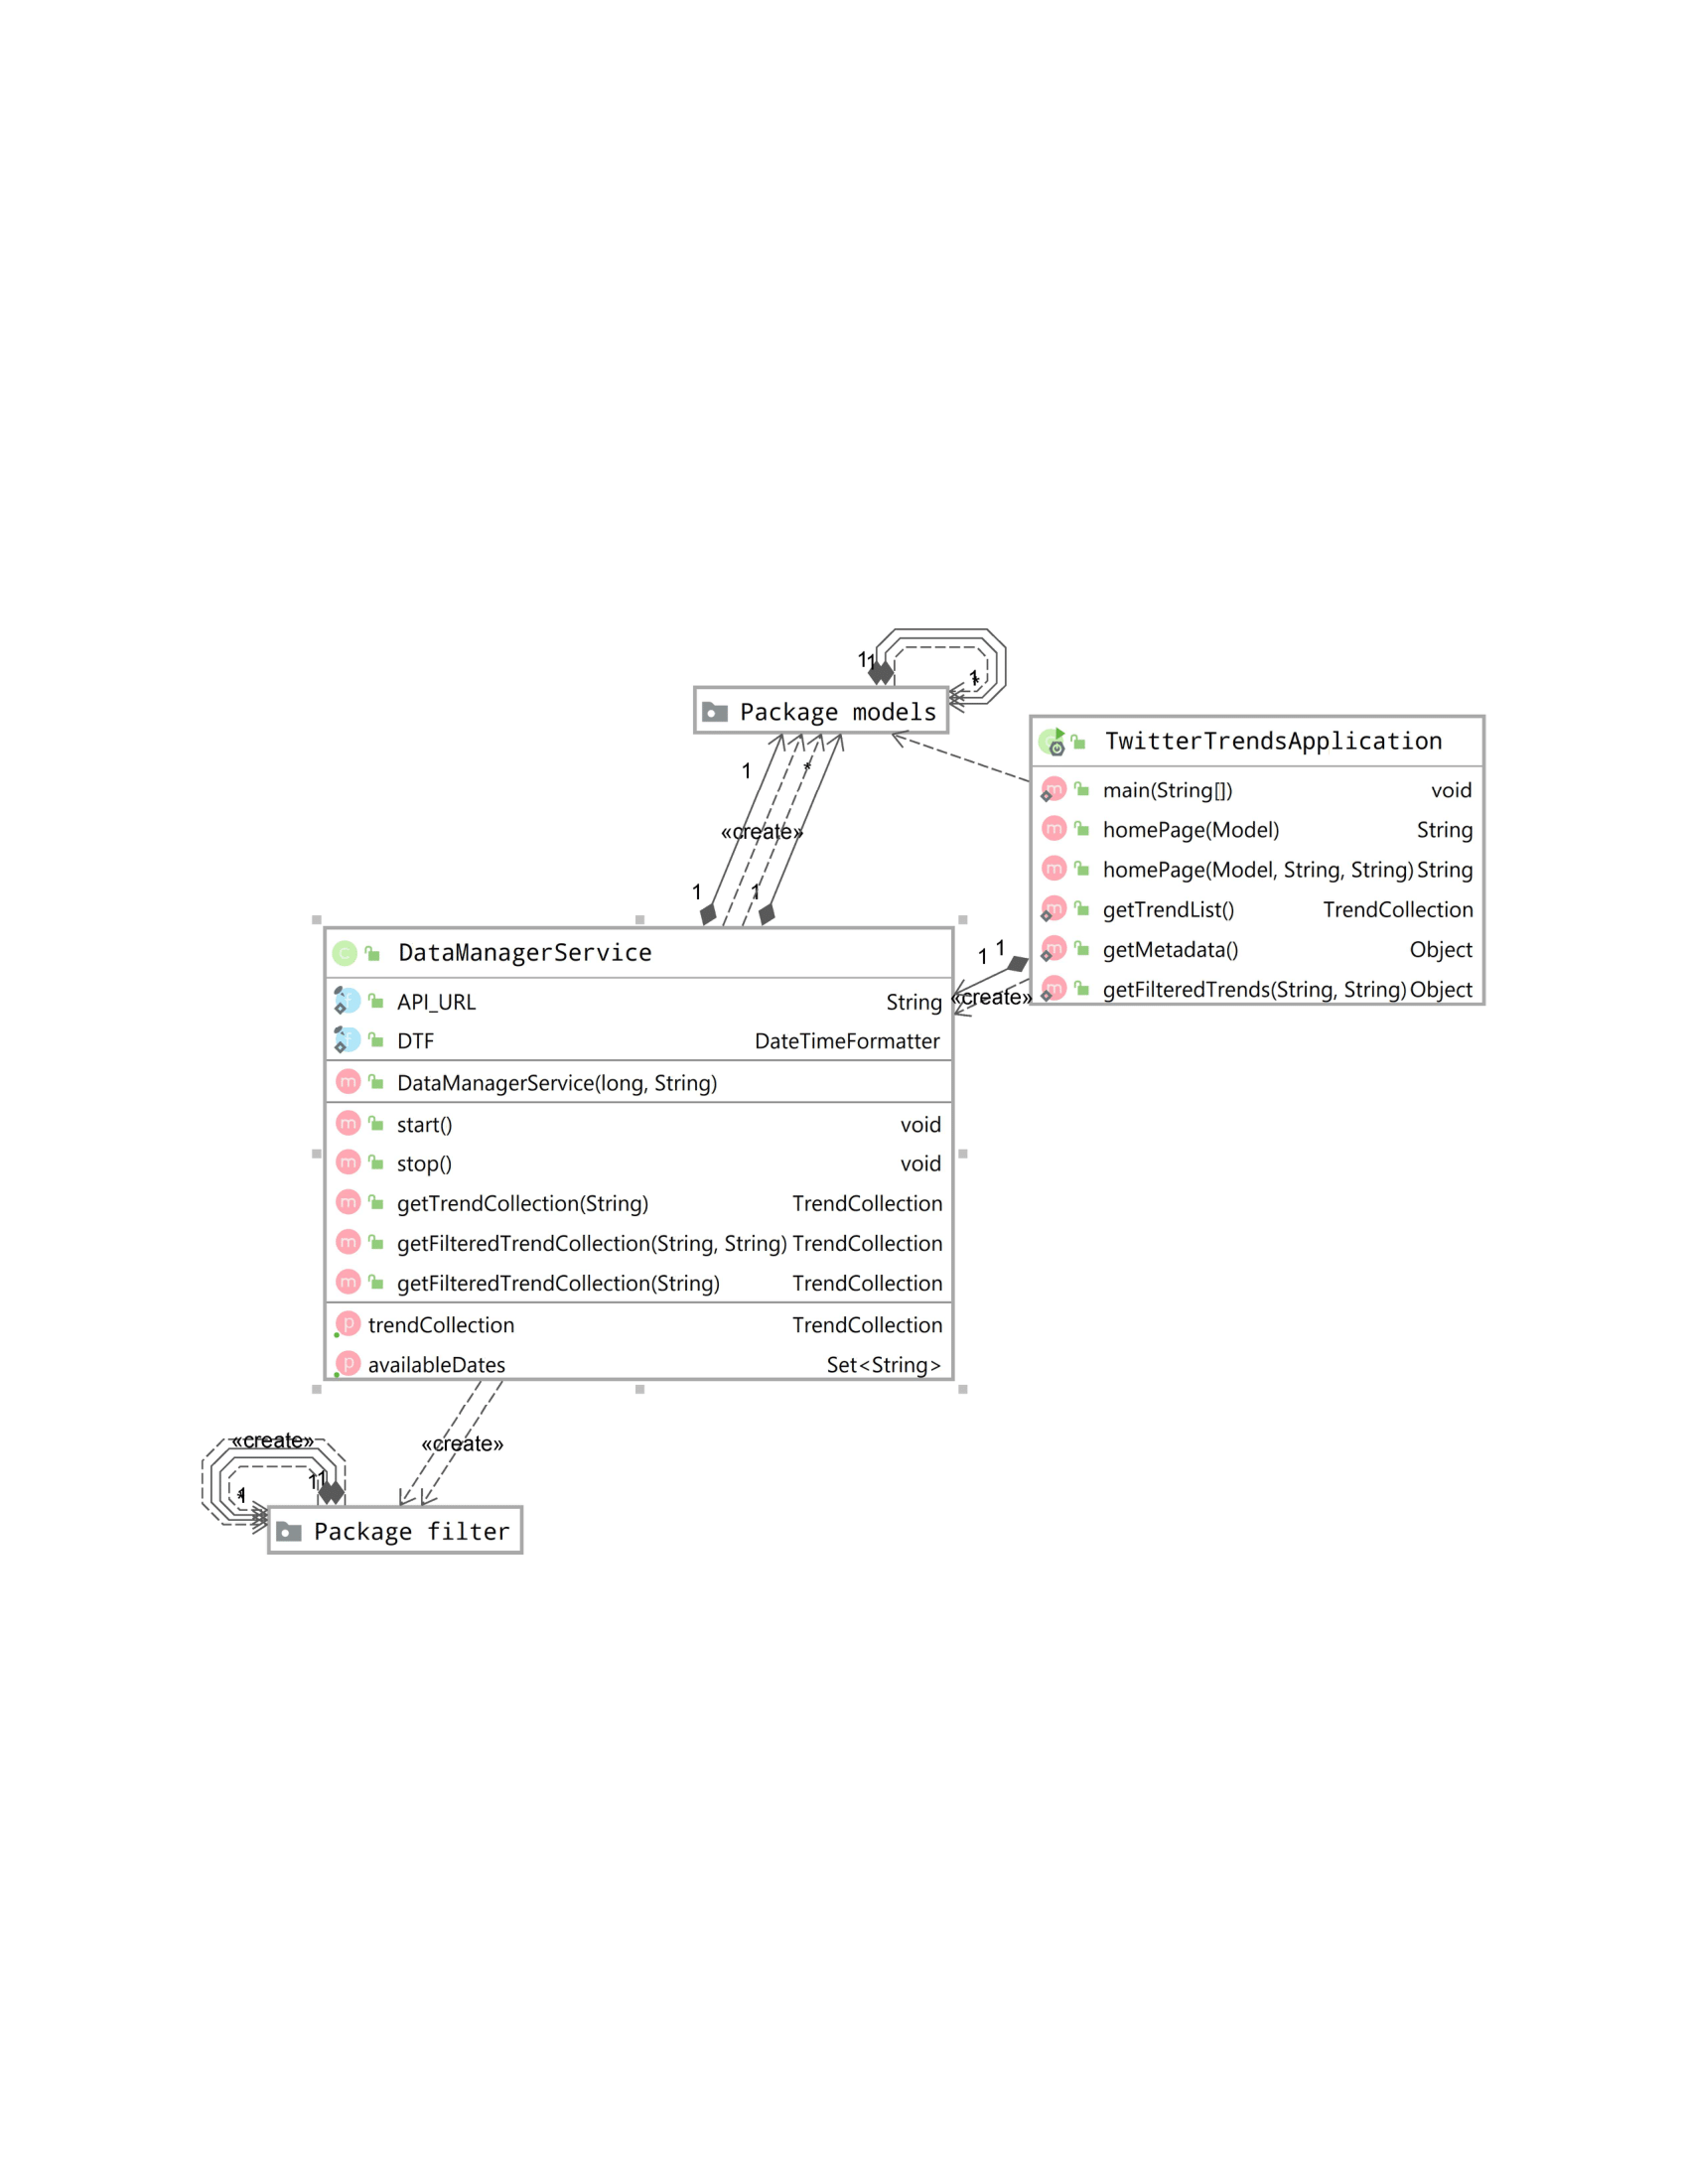 11
*
1
Package models
1
*
«create»
1
1
TwitterTrendsApplication
main(String[]) void
homePage(Model) String
homePage(Model, String, String) String
getTrendList() TrendCollection
getMetadata() Object
getFilteredTrends(String, String) Object
1
1
«create»
DataManagerService
API_URL String
DTF DateTimeFormatter
DataManagerService(long, String)
start() void
stop() void
getTrendCollection(String) TrendCollection
getFilteredTrendCollection(String, String) TrendCollection
getFilteredTrendCollection(String) TrendCollection
trendCollection TrendCollection
availableDates Set<String>
«create»
«create»
11
*
1
Package filter